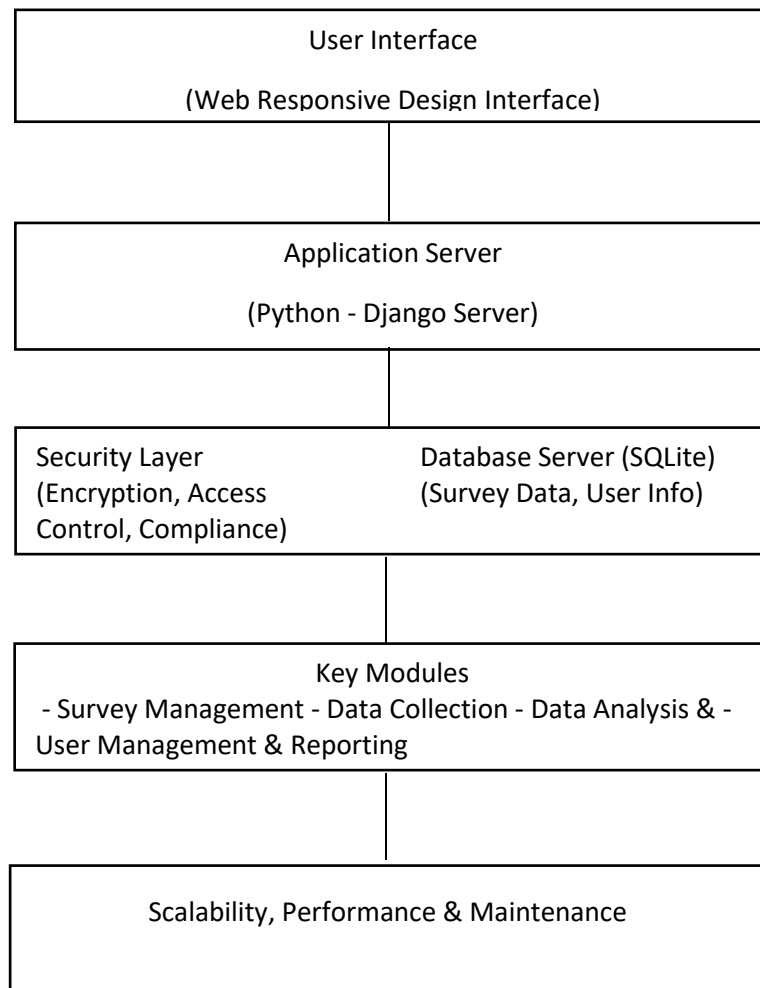 User Interface
(Web Responsive Design Interface)
Application Server
(Python - Django Server)
Security Layer
(Encryption, Access
Control, Compliance)
Database Server (SQLite)
(Survey Data, User Info)
Key Modules
- Survey Management - Data Collection - Data Analysis & -
User Management & Reporting
Scalability, Performance & Maintenance